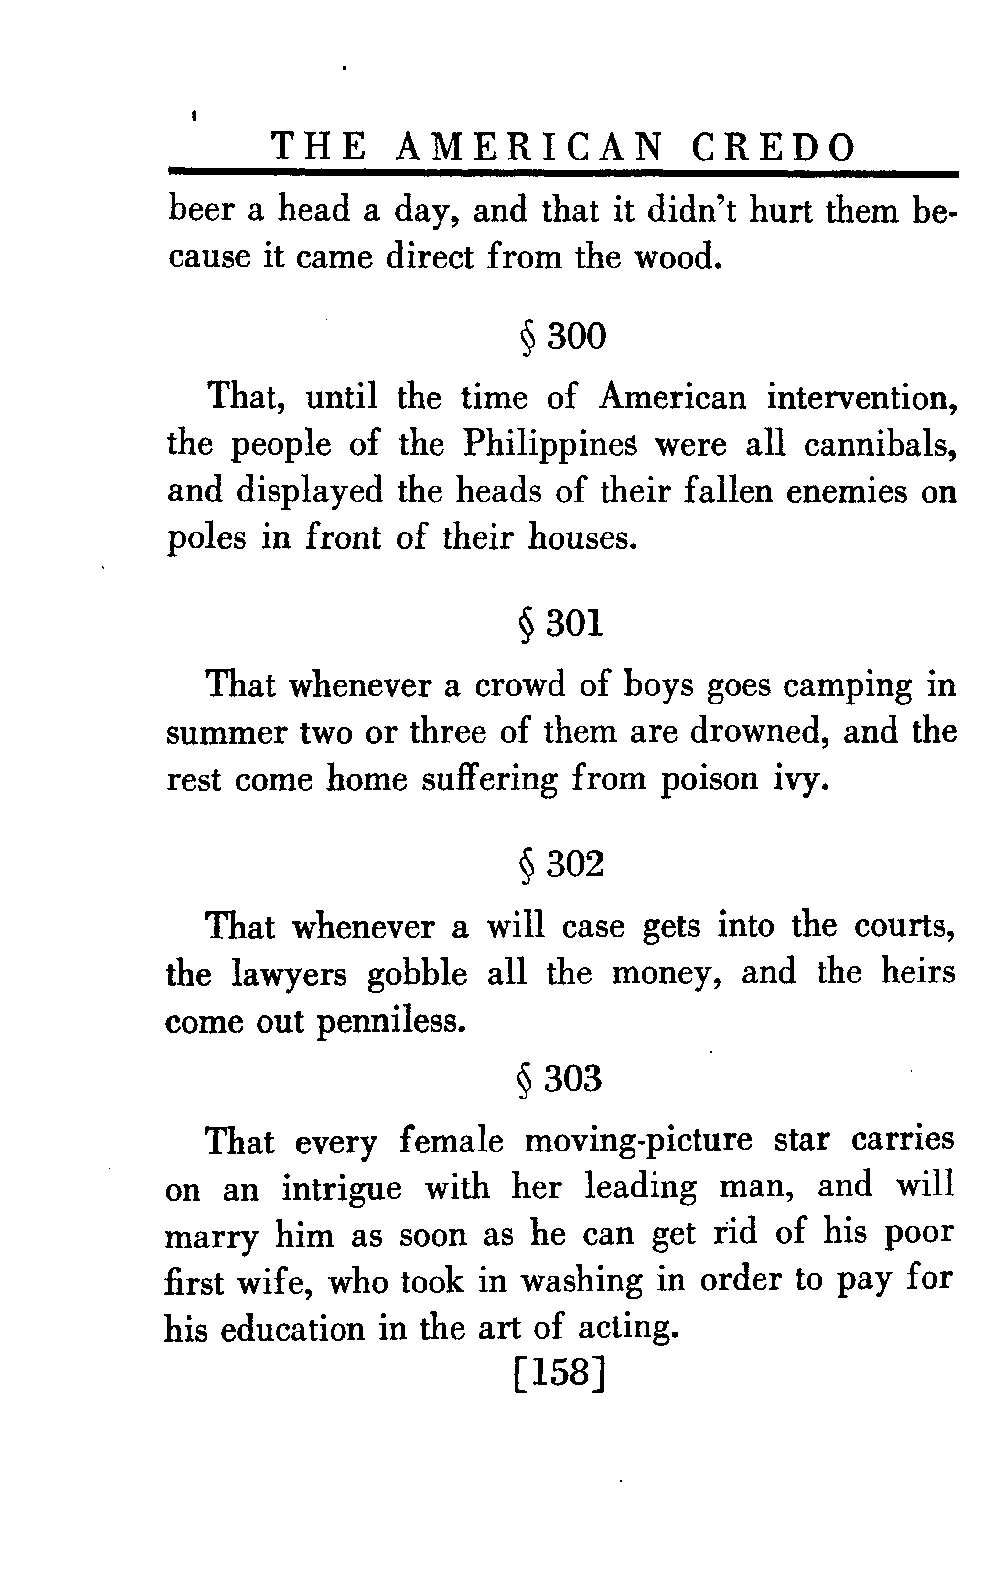 THE AMERICAN CREDO
beer a head a day, and that it didn't hurt them be-
cause it came direct from the wood.
§ 300
That, until the time of American intervention,
the people of the Philippines were all cannibals,
and displayed the heads of their fallen enemies on
poles in front of their houses.
§ 301
That whenever a crowd of boys goes camping in
summer two or three of them are drowned, and the
rest come home suffering from poison ivy.
§ 302
That whenever a will case gets into the courts,
the lawyers gobble all the money, and the heirs
come out penniless.
§ 303
That every female moving-picture star carries
on an intrigue with her leading man, and will
marry him as soon as he can get rid of his poor
first wife, who took in washing in order to pay for
his education in the art of acting.
[158]